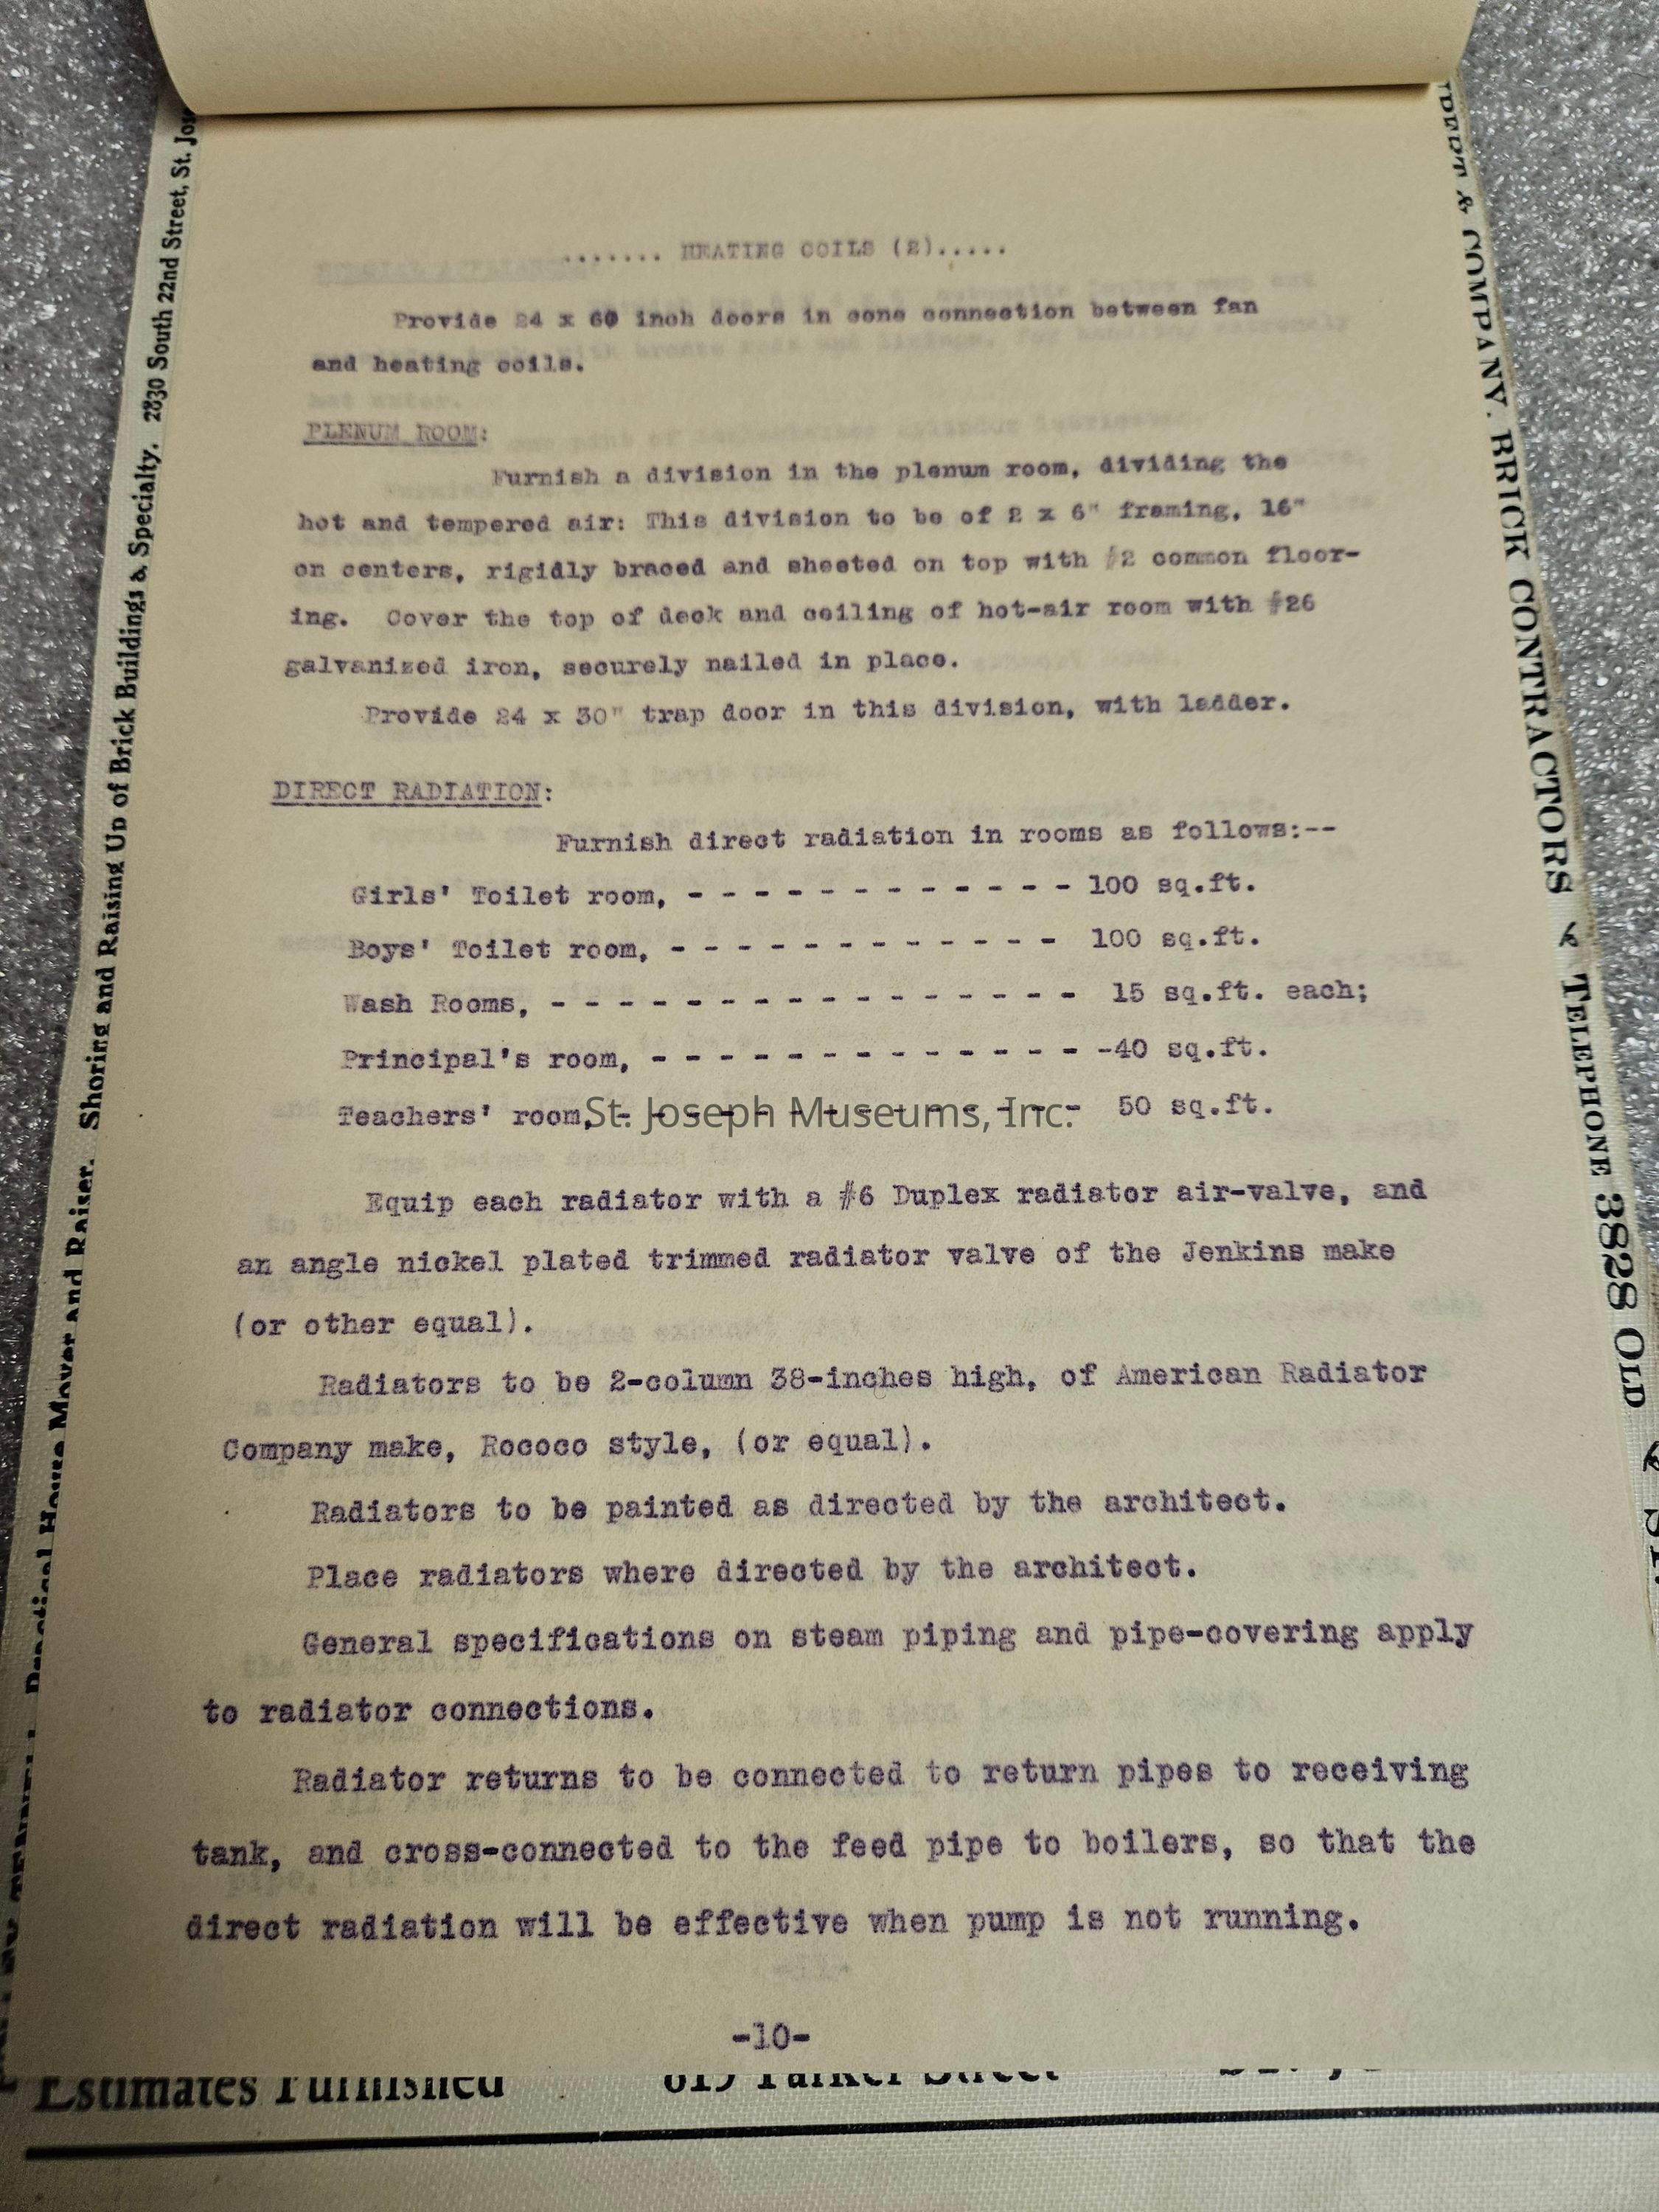 ....... HEATING COILS (2).....
Provide 24 x 60 inch doors in cone connection between fan
and heating coils.
PLENUM ROOM:
Furnish a division in the plenum room, dividing the
hot and tempered air: This division to be of 2 x 6" framing, 16"
on centers, rigidly braced and sheeted on top with #2 common floor-
ing. Cover the top of deck and ceiling of hot-air room with #26
galvanized iron, securely nailed in place.
Provide 24 x 30" trap door in this division, with ladder.
DIRECT RADIATION:
Furnish direct radiation in rooms as follows:--
Girls' Toilet room, - - - - - - - - - - - - 100 sq.ft.
Boys' Toilet room, - - - - - - - - - - - - 100 sq.ft.
Wash Rooms, - - - - - - - - - - - - - - - - 15 sq.ft. each;
Principal's room, - - - - - - - - - - - - - -40 sq.ft.
Teachers' room, - - - - - - - - - - - - - - 50 sq.ft.
St. Joseph Museums, Inc.
Equip each radiator with a #6 Duplex radiator air-valve, and
an angle nickel plated trimmed radiator valve of the Jenkins make
(or other equal).
Radiators to be 2-column 38-inches high, of American Radiator
Company make, Rococo style, (or equal).
Radiators to be painted as directed by the architect.
Place radiators where directed by the architect.
General specifications on steam piping and pipe-covering apply
to radiator connections.
Radiator returns to be connected to return pipes to receiving
tank, and cross-connected to the feed pipe to boilers, so that the
direct radiation will be effective when pump is not running.
-10-
Practical House Mover and Raiser. Shoring and Raising Up of Brick Buildings a Specialty. 2830 South 22nd Street, St.
& COMPANY. BRICK CONTRACTORS TELEPHONE 3828 OLD
Estimates Furnished Street